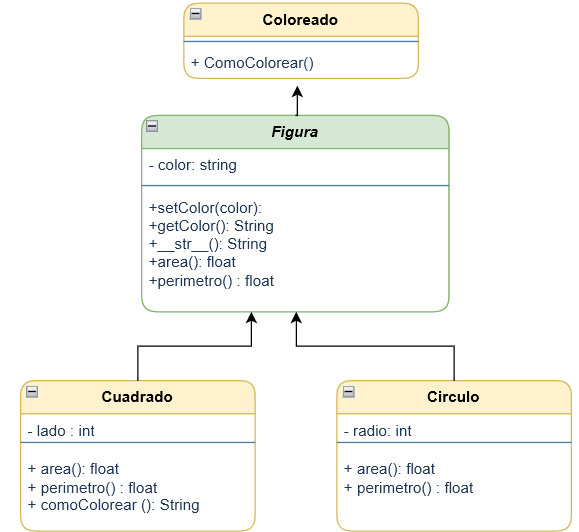 Coloreado
+ ComoColorear()
Figura
- color: string
+setColor(color):
+getColor(): String
+__str__(): String
+area(): float
+perimetro() : float
Cuadrado
- lado : int
+ area(): float
+ perimetro() : float
+ comoColorear (): String
Circulo
- radio: int
+ area(): float
+ perimetro() : float